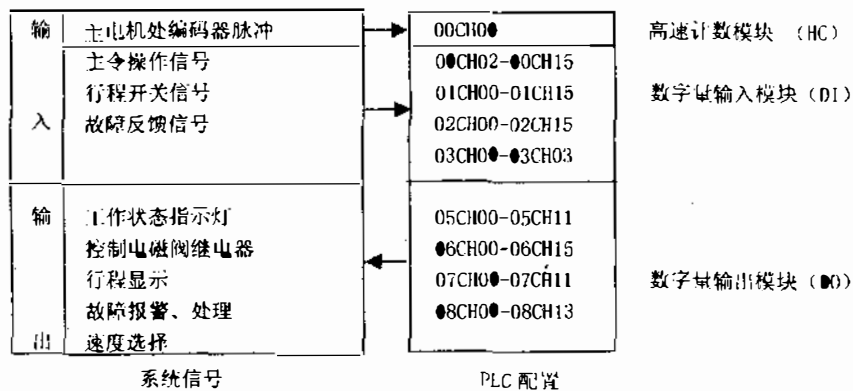 输 主电机处编码器脉冲 00CH00 高速计数模块 (HC)
主令操作信号 00CH02-00CH15
行程开关信号 01CH00-01CH15 数字量输入模块(DI)
入 故障反馈信号 02CH00-02CH15
03CH00-03CH03
输 工作状态指示灯 05CH00-05CH11
控制电磁阀继电器 06CH00-06CH15
行程显示 07CH00-07CH11 数字量输出模块(DO)
故障报警、处理 08CH00-08CH13
出 速度选择
系统信号 PLC配置